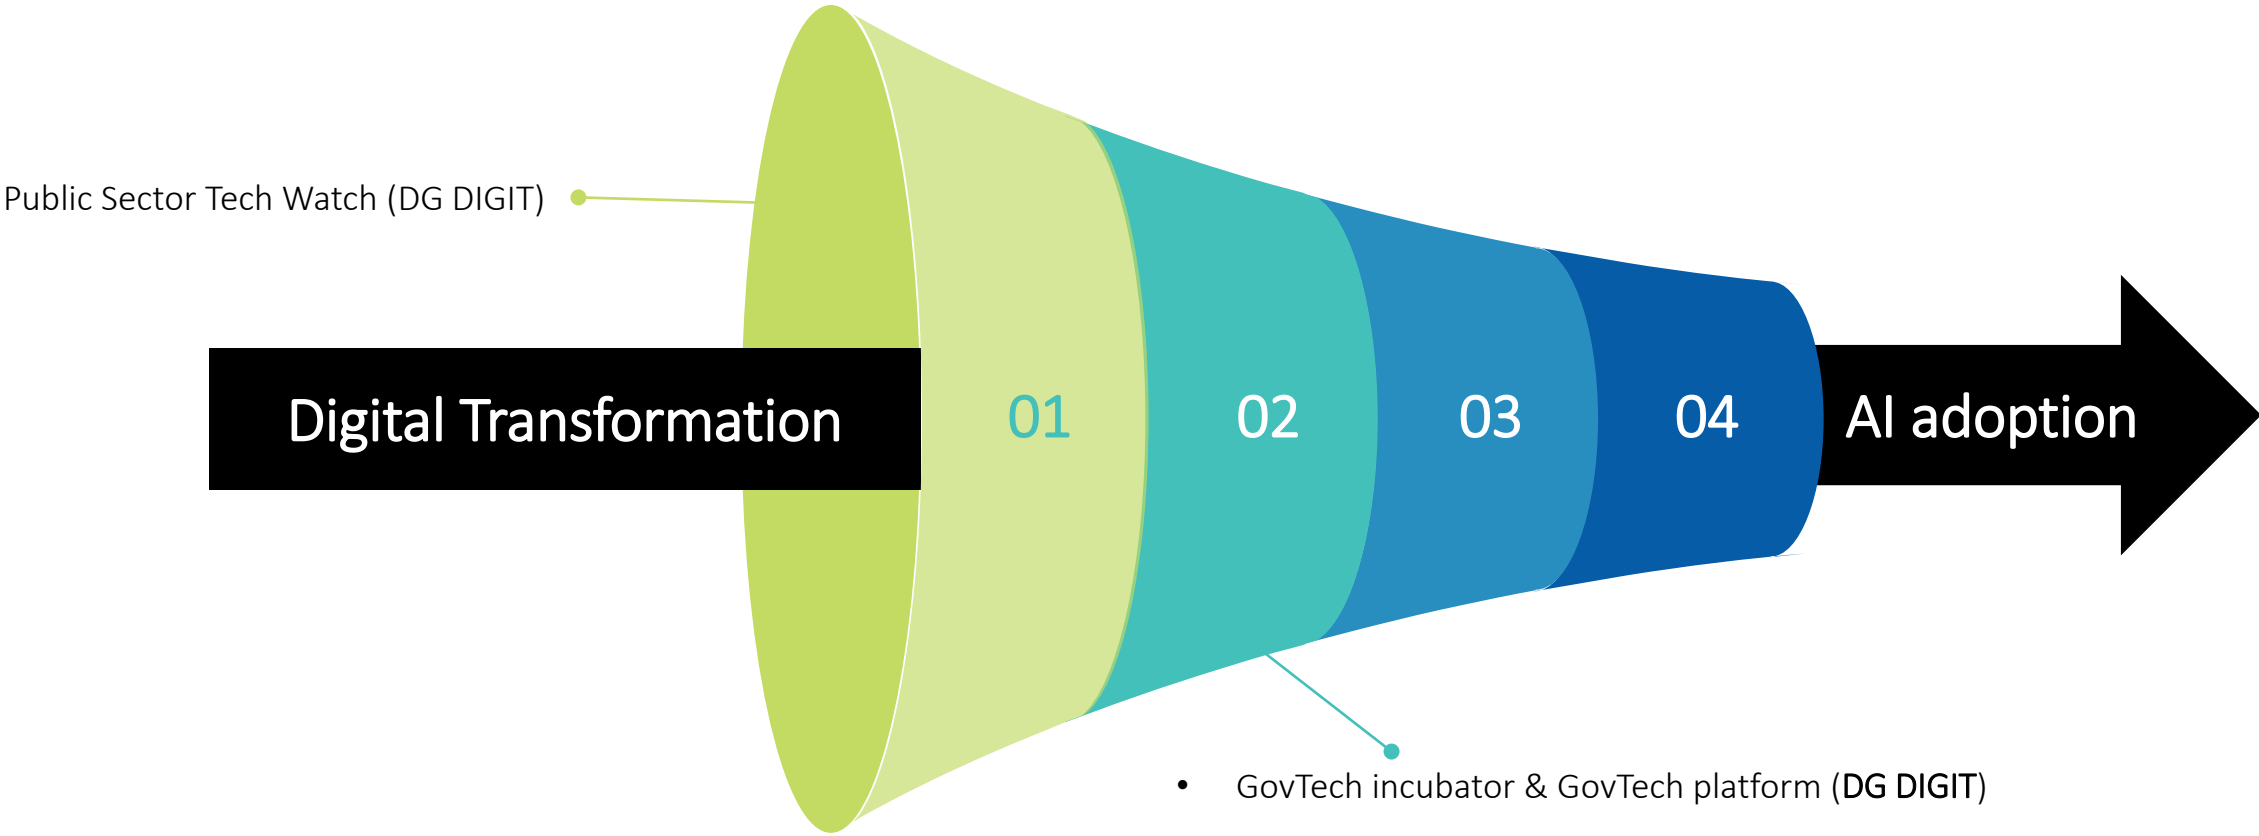 Public Sector Tech Watch (DG DIGIT)
Digital Transformation
01
02
03
04
AI adoption
• GovTech incubator & GovTech platform (DG DIGIT)